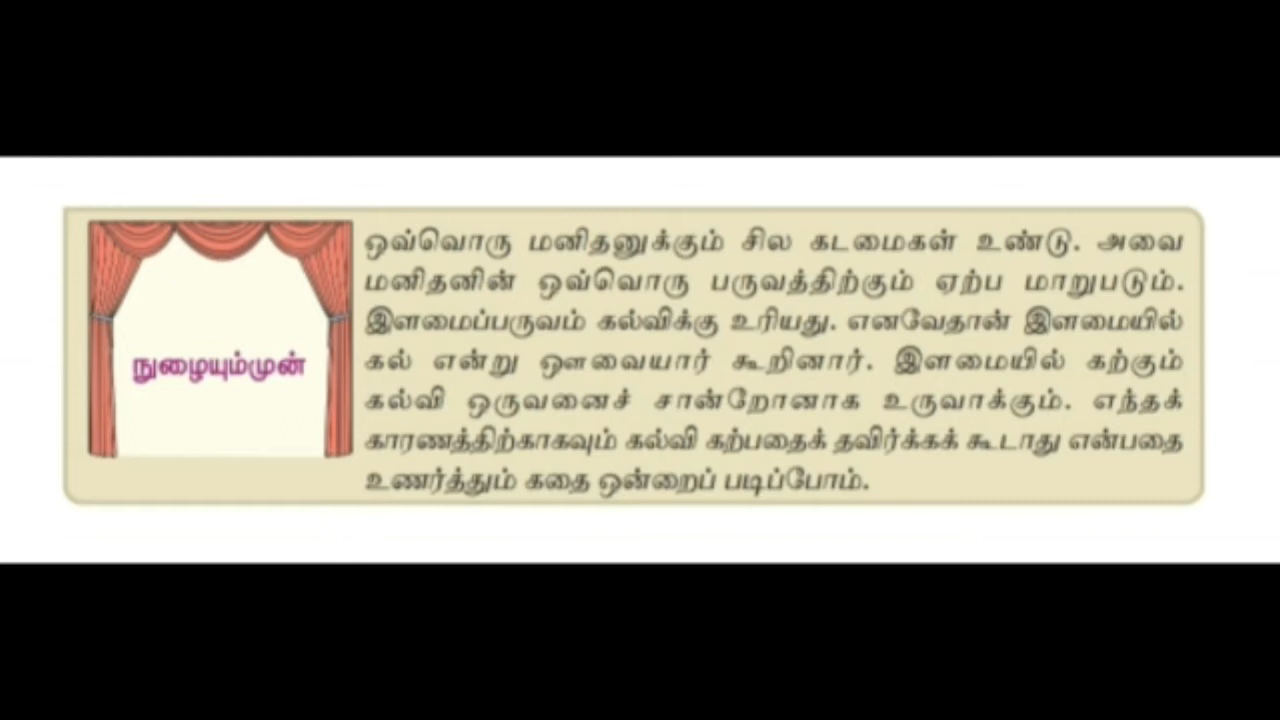 நுழையும்முன்
ஒவ்வொரு மனிதனுக்கும் சில கடமைகள் உண்டு. அவை
மனிதனின் ஒவ்வொரு பருவத்திற்கும் ஏற்ப மாறுபடும்.
இளமைப்பருவம் கல்விக்கு உரியது. எனவேதான் இளமையில்
கல் என்று ஔவையார் கூறினார். இளமையில் கற்கும்
கல்வி ஒருவனைச் சான்றோனாக உருவாக்கும். எந்தக்
காரணத்திற்காகவும் கல்வி கற்பதைக் தவிர்க்கக் கூடாது என்பதை
உணர்த்தும் கதை ஒன்றைப் படிப்போம்.